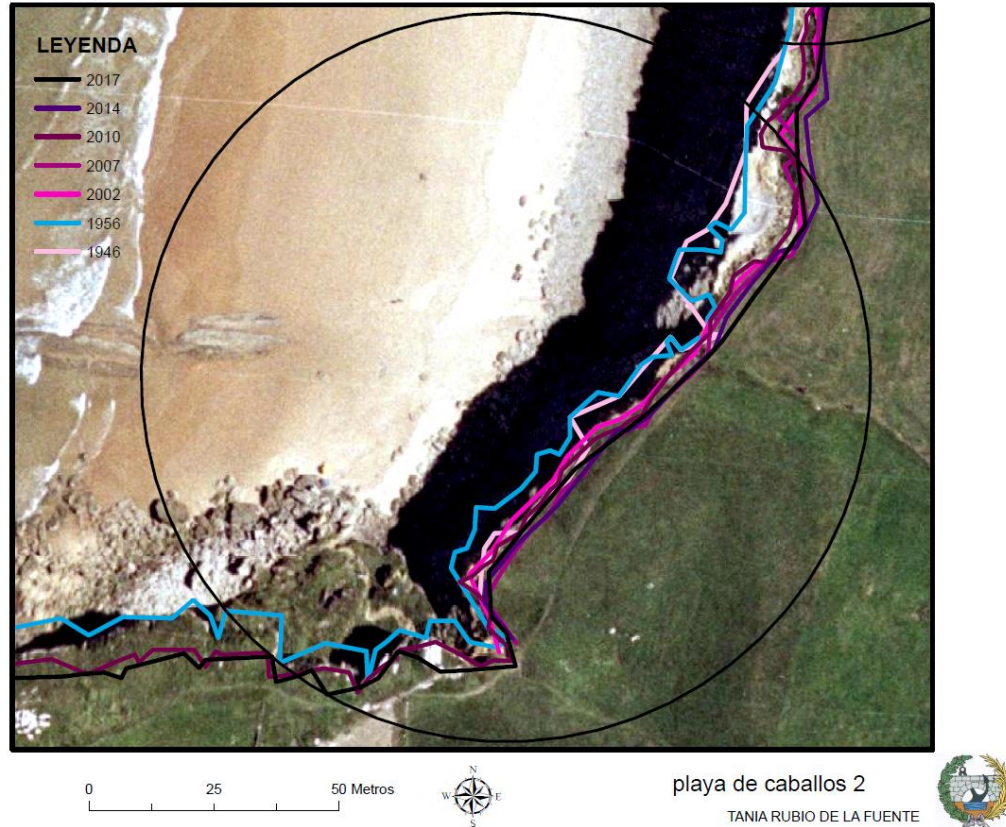 LEYENDA
2017
2014
2010
2007
2002
1956
1946
0 25 50 Metros
N
W E
S
playa de caballos 2
TANIA RUBIO DE LA FUENTE